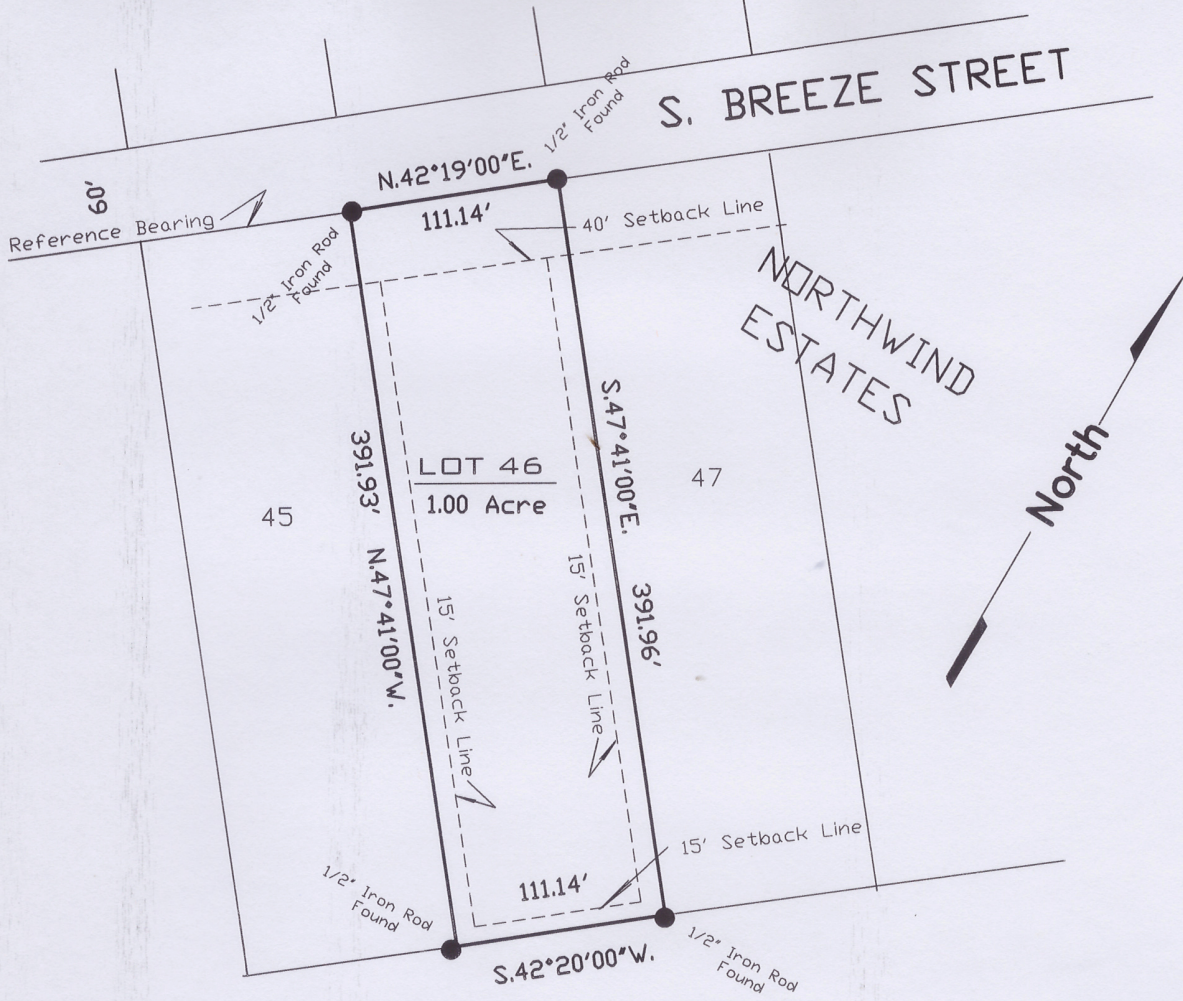 S. BREEZE STREET
1/2" Iron Rod
Found
N.42°19'00"E.
111.14'
60'
Reference Bearing
40' Setback Line
1/2" Iron Rod
Found
NORTHWIND
ESTATES
North
391.93'
N.47°41'00"W.
LOT 46
1.00 Acre
S.47°41'00"E.
391.96'
45
47
15' Setback Line
15' Setback Line
15' Setback Line
111.14'
1/2" Iron Rod
Found
S.42°20'00"W.
1/2" Iron Rod
Found